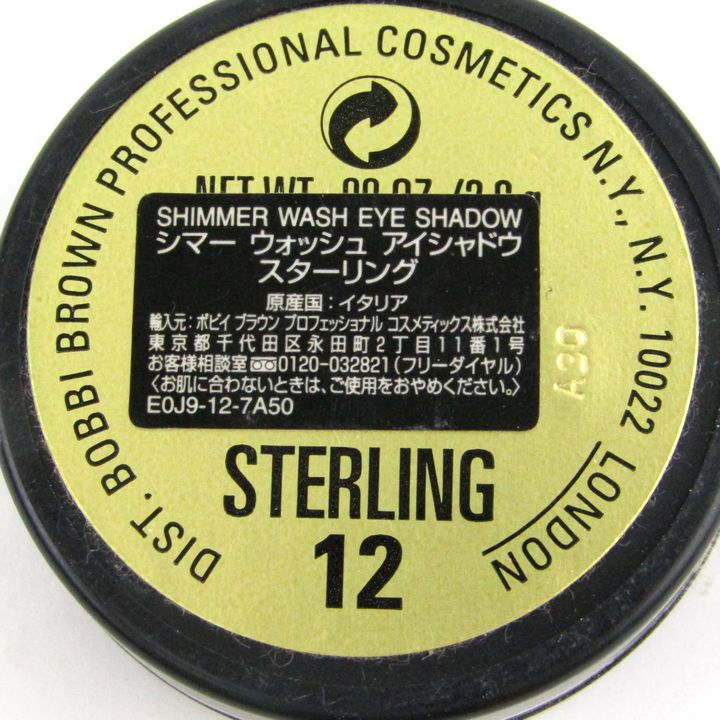 DIST. BOBBI BROWN PROFESSIONAL COSMETICS N.Y., N.Y. 10022 LONDON
NET WT.
SHIMMER WASH EYE SHADOW
シマー ウォッシュ アイシャドウ
スターリング
原産国：イタリア
輸入元：ボビイ ブラウン プロフェッショナル コスメティックス株式会社
東京都千代田区永田町2丁目11番1号
お客様相談室 0120-032821（フリーダイヤル）
〈お肌に合わないときは、ご使用をおやめください。〉
E0J9-12-7A50
A30
STERLING
12